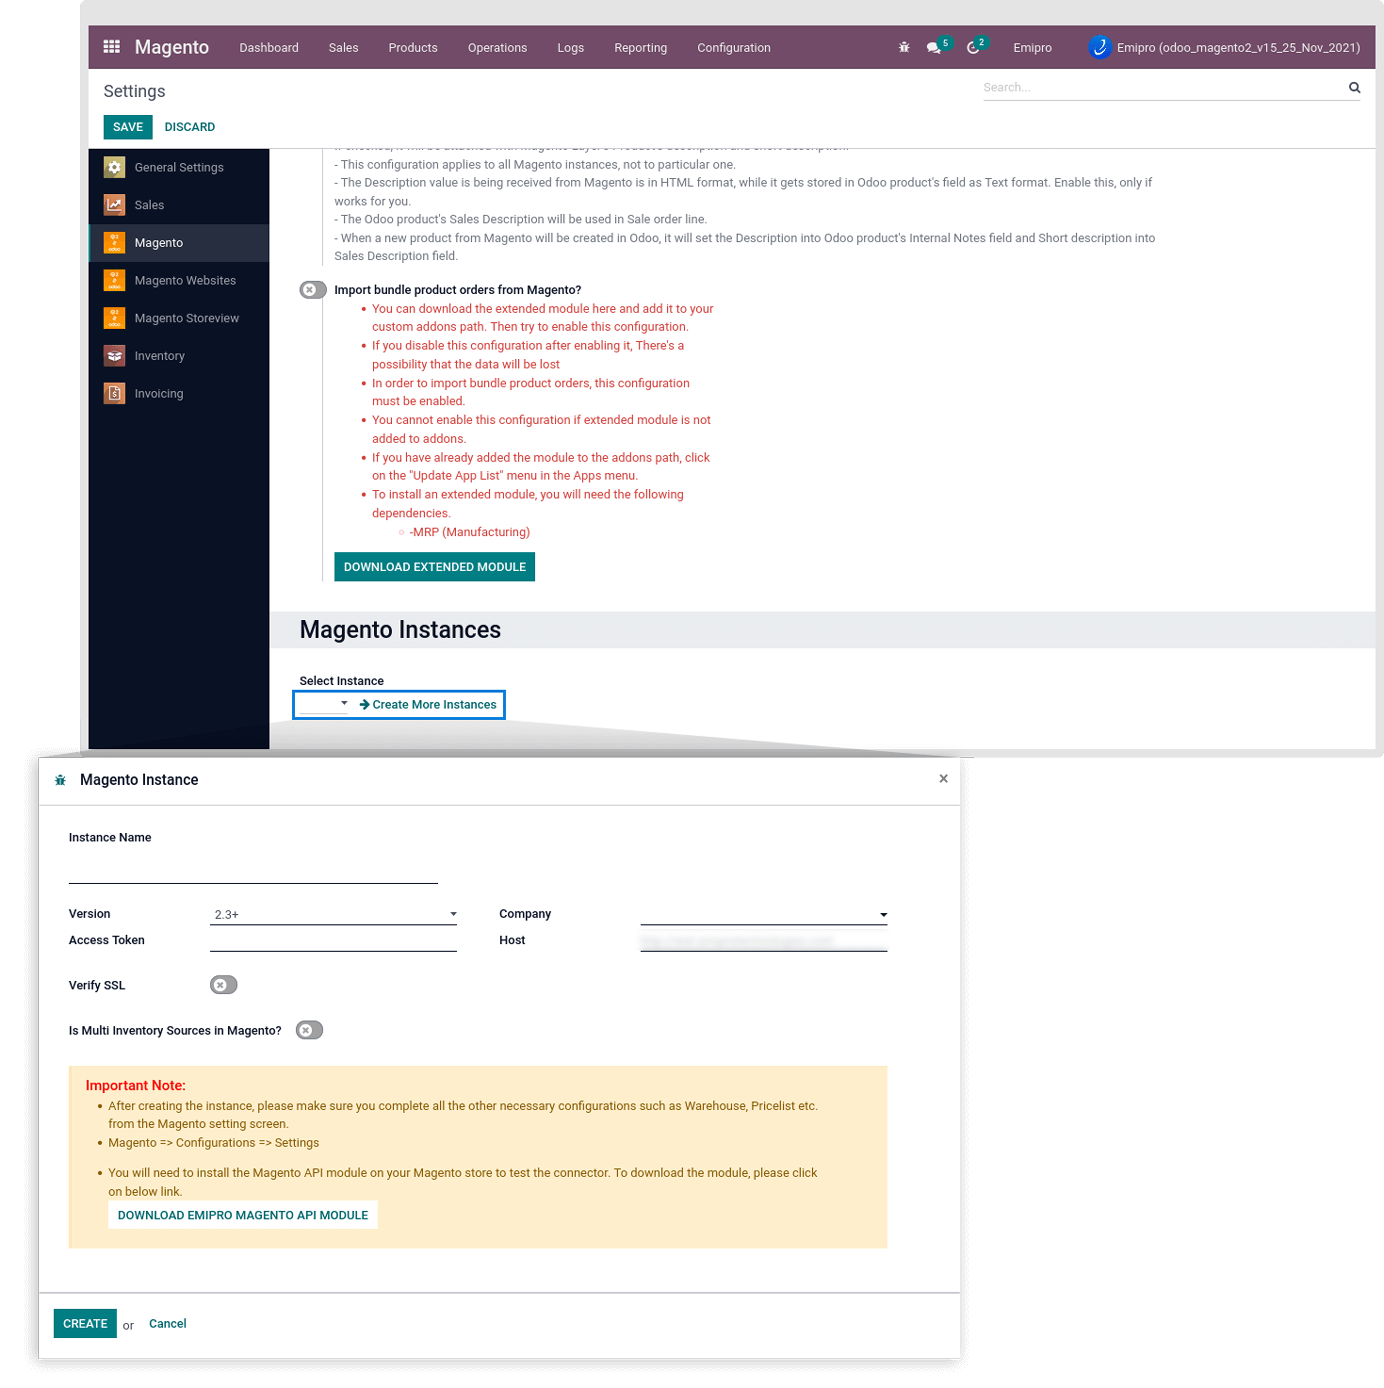 Magento Dashboard Sales Products Operations Logs Reporting Configuration 5 2 Emipro Emipro (odoo_magento2_v15_25_Nov_2021)
Settings
Search...
SAVE DISCARD
General Settings
Sales
Magento
Magento Websites
Magento Storeview
Inventory
Invoicing
- This configuration applies to all Magento instances, not to particular one.
- The Description value is being received from Magento is in HTML format, while it gets stored in Odoo product's field as Text format. Enable this, only if
works for you.
- The Odoo product's Sales Description will be used in Sale order line.
- When a new product from Magento will be created in Odoo, it will set the Description into Odoo product's Internal Notes field and Short description into
Sales Description field.
Import bundle product orders from Magento?
• You can download the extended module here and add it to your
custom addons path. Then try to enable this configuration.
• If you disable this configuration after enabling it, There's a
possibility that the data will be lost
• In order to import bundle product orders, this configuration
must be enabled.
• You cannot enable this configuration if extended module is not
added to addons.
• If you have already added the module to the addons path, click
on the "Update App List" menu in the Apps menu.
• To install an extended module, you will need the following
dependencies.
○ -MRP (Manufacturing)
DOWNLOAD EXTENDED MODULE
Magento Instances
Select Instance
Create More Instances
Magento Instance
×
Instance Name
Version 2.3+ Company
Access Token Host
Verify SSL
Is Multi Inventory Sources in Magento?
Important Note:
• After creating the instance, please make sure you complete all the other necessary configurations such as Warehouse, Pricelist etc.
from the Magento setting screen.
• Magento => Configurations => Settings
• You will need to install the Magento API module on your Magento store to test the connector. To download the module, please click
on below link.
DOWNLOAD EMIPRO MAGENTO API MODULE
CREATE or Cancel